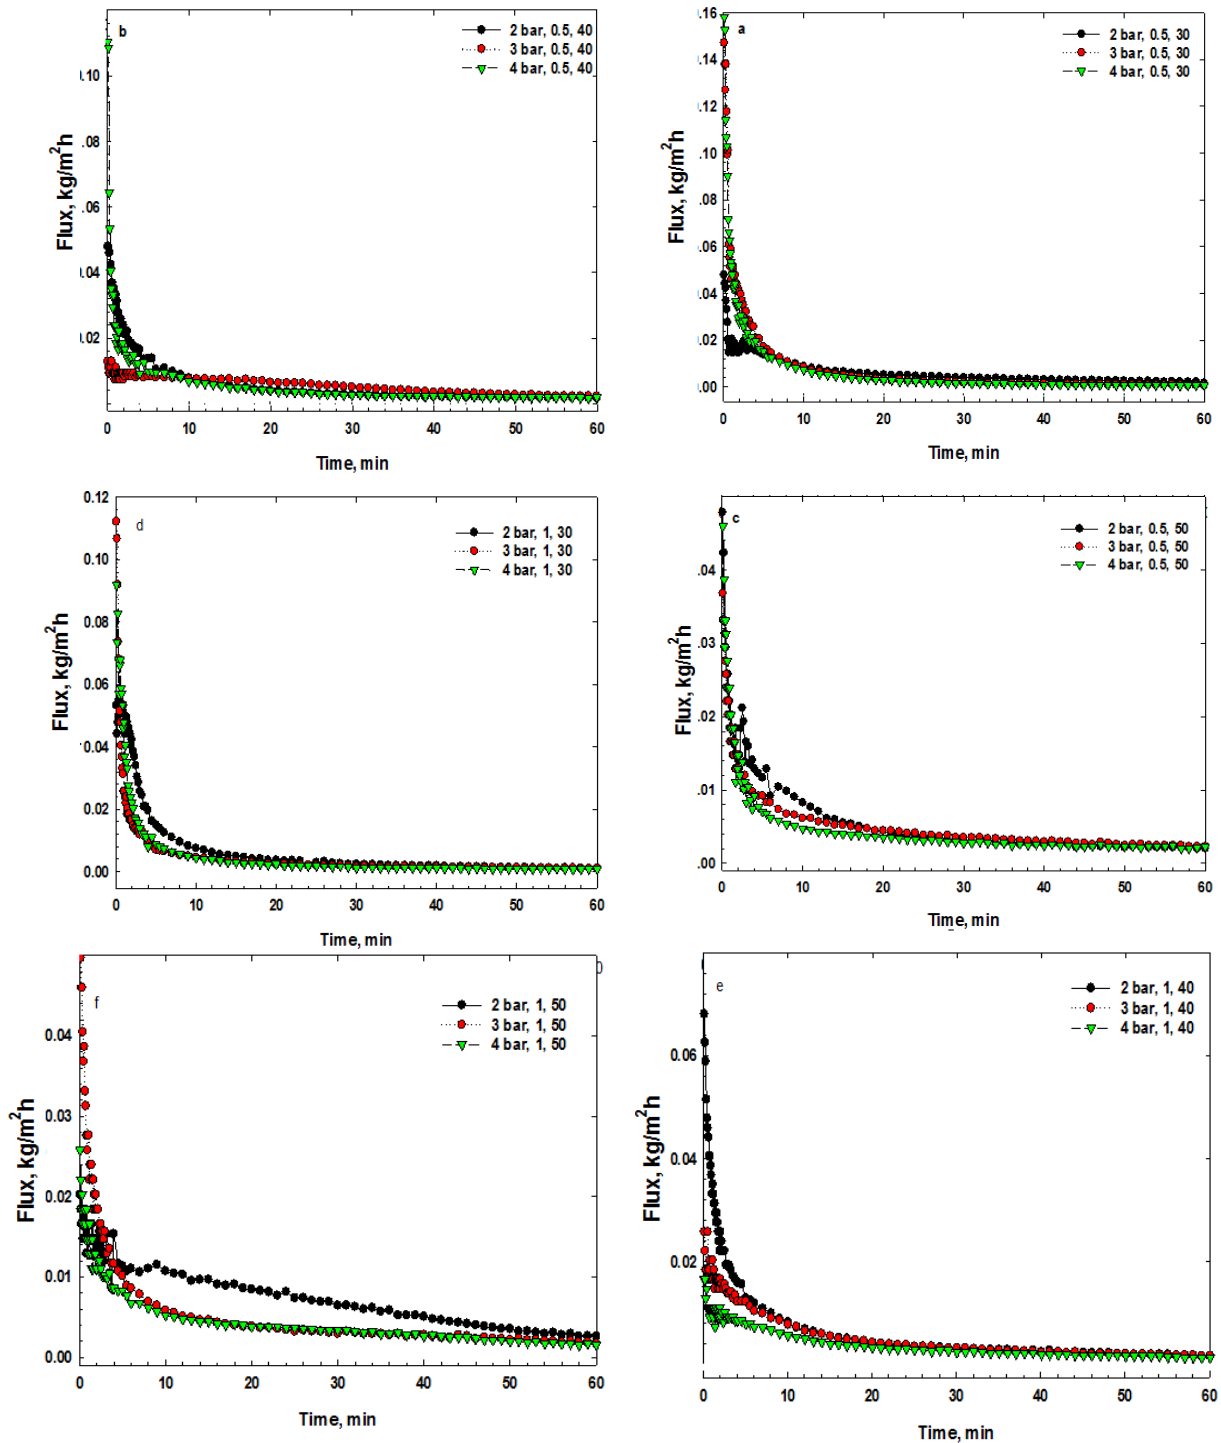 b
2 bar, 0.5, 40
3 bar, 0.5, 40
4 bar, 0.5, 40
).10
).08
).06
).04
).02
0 10 20 30 40 50 60
Flux, kg/m²h
Time, min
a
2 bar, 0.5, 30
3 bar, 0.5, 30
4 bar, 0.5, 30
).16
).14
).12
).10
).08
).06
).04
).02
).00
0 10 20 30 40 50 60
Flux, kg/m²h
Time, min
d
2 bar, 1, 30
3 bar, 1, 30
4 bar, 1, 30
0.12
0.10
0.08
0.06
0.04
0.02
0.00
0 10 20 30 40 50 60
Flux, kg/m²h
Time, min
c
2 bar, 0.5, 50
3 bar, 0.5, 50
4 bar, 0.5, 50
.04
.03
.02
.01
.00
0 10 20 30 40 50 60
Flux, kg/m²h
Time, min
f
2 bar, 1, 50
3 bar, 1, 50
4 bar, 1, 50
0.04
0.03
0.02
0.01
0.00
0 10 20 30 40 50 60
Flux, kg/m²h
Time, min
e
2 bar, 1, 40
3 bar, 1, 40
4 bar, 1, 40
0.06
0.04
0.02
0 10 20 30 40 50 60
Flux, kg/m²h
Time, min